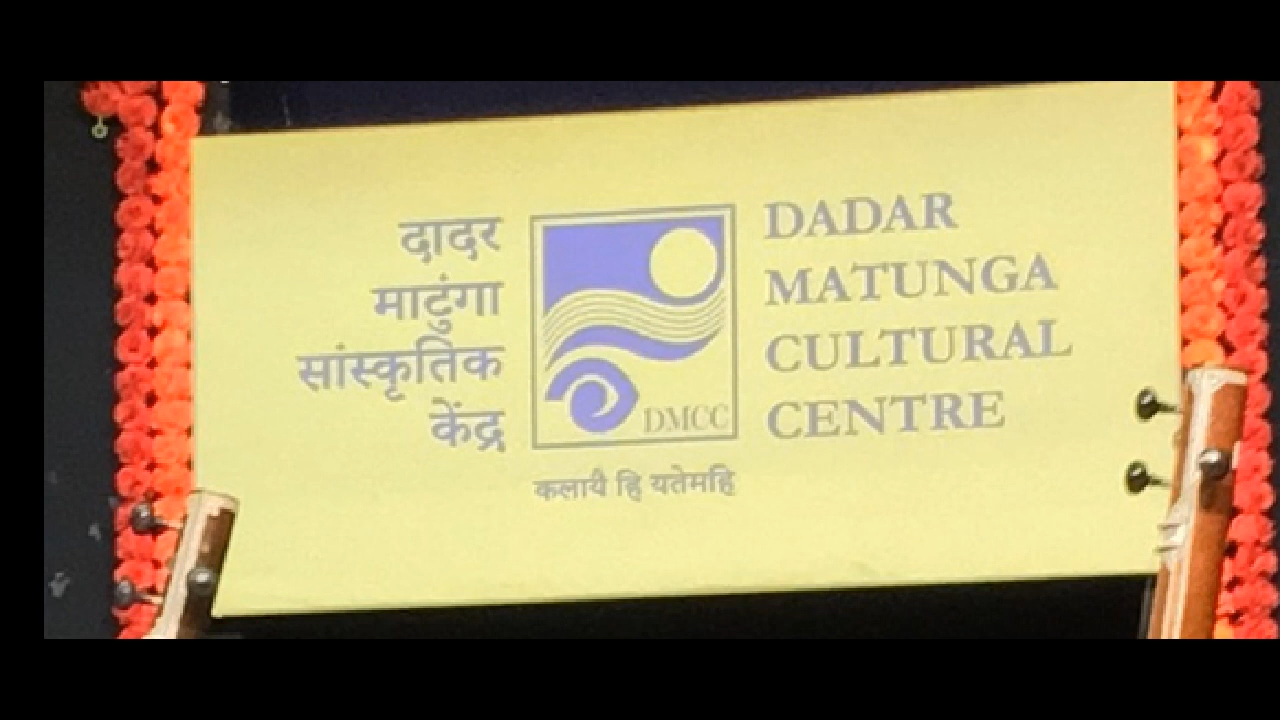 दादर
माटुंगा
सांस्कृतिक
केंद्र
DMCC
DADAR
MATUNGA
CULTURAL
CENTRE
कलायै हि यतेमहि